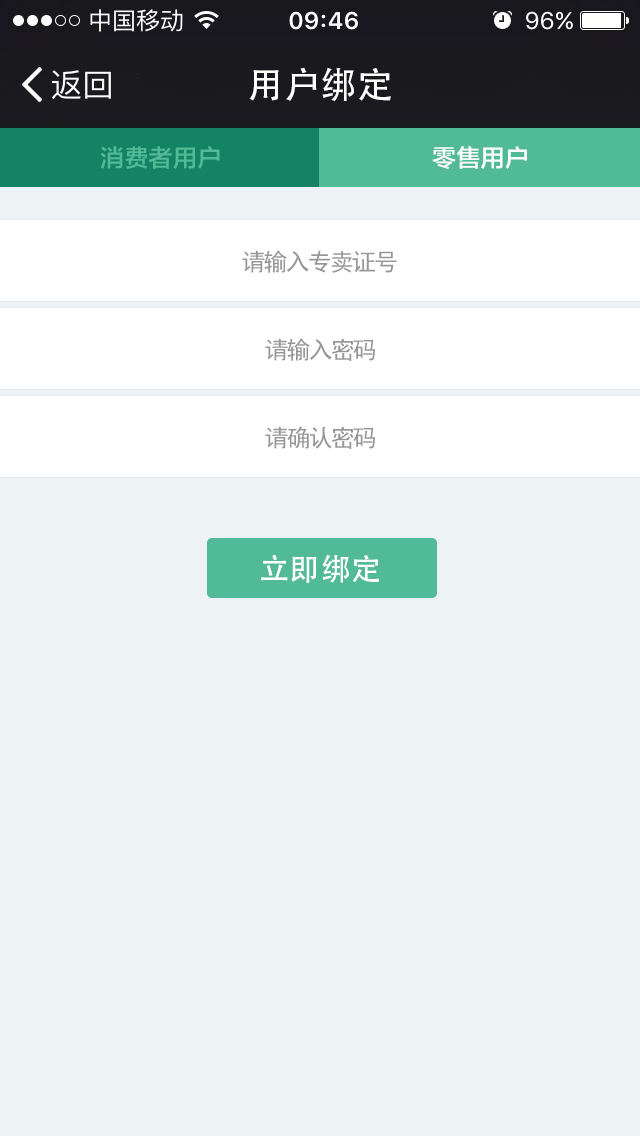 中国移动 09:46 96%
返回 用户绑定
消费者用户 零售用户
请输入专卖证号
请输入密码
请确认密码
立即绑定